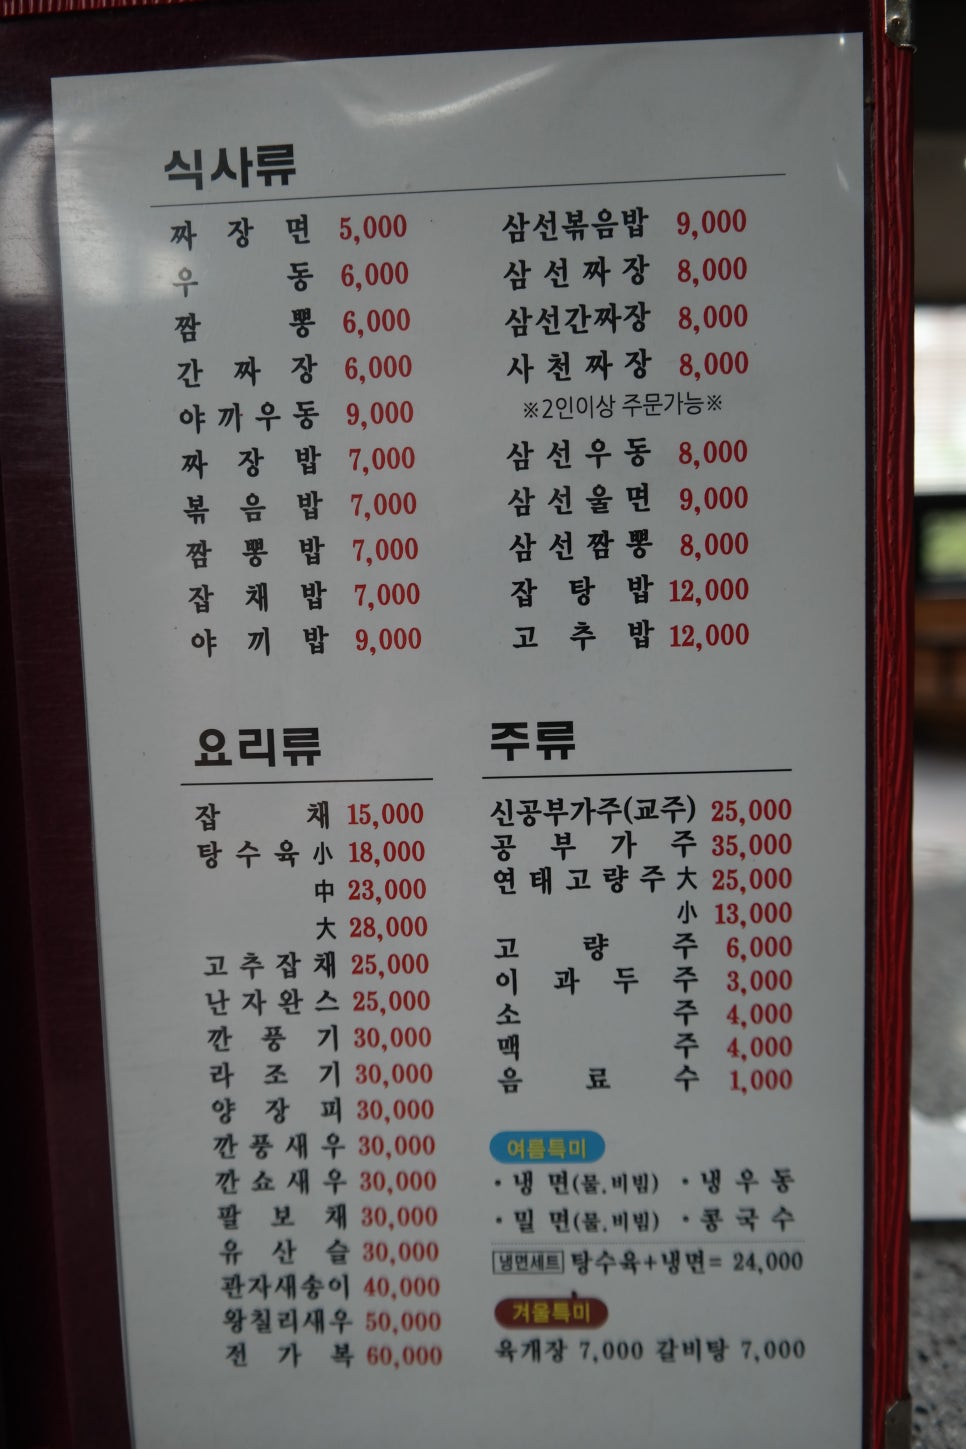 식사류
짜장면 5,000
우동 6,000
짬뽕 6,000
간짜장 6,000
야까우동 9,000
짜장밥 7,000
볶음밥 7,000
짬뽕밥 7,000
잡채밥 7,000
야끼밥 9,000
삼선볶음밥 9,000
삼선짜장 8,000
삼선간짜장 8,000
사천짜장 8,000
※2인이상 주문가능※
삼선우동 8,000
삼선울면 9,000
삼선짬뽕 8,000
잡탕밥 12,000
고추밥 12,000
요리류
잡채 15,000
탕수육 小 18,000
中 23,000
大 28,000
고추잡채 25,000
난자완스 25,000
깐풍기 30,000
라조기 30,000
양장피 30,000
깐풍새우 30,000
깐쇼새우 30,000
팔보채 30,000
유산슬 30,000
관자새송이 40,000
왕칠리새우 50,000
전가복 60,000
주류
신공부가주(교주) 25,000
공부가주 35,000
연태고량주 大 25,000
小 13,000
고량주 6,000
이과두주 3,000
소주 4,000
맥주 4,000
음료수 1,000
여름특미
·냉면(물.비빔) ·냉우동
·밀면(물.비빔) ·콩국수
냉면세트 탕수육+냉면= 24,000
겨울특미
육개장 7,000 갈비탕 7,000